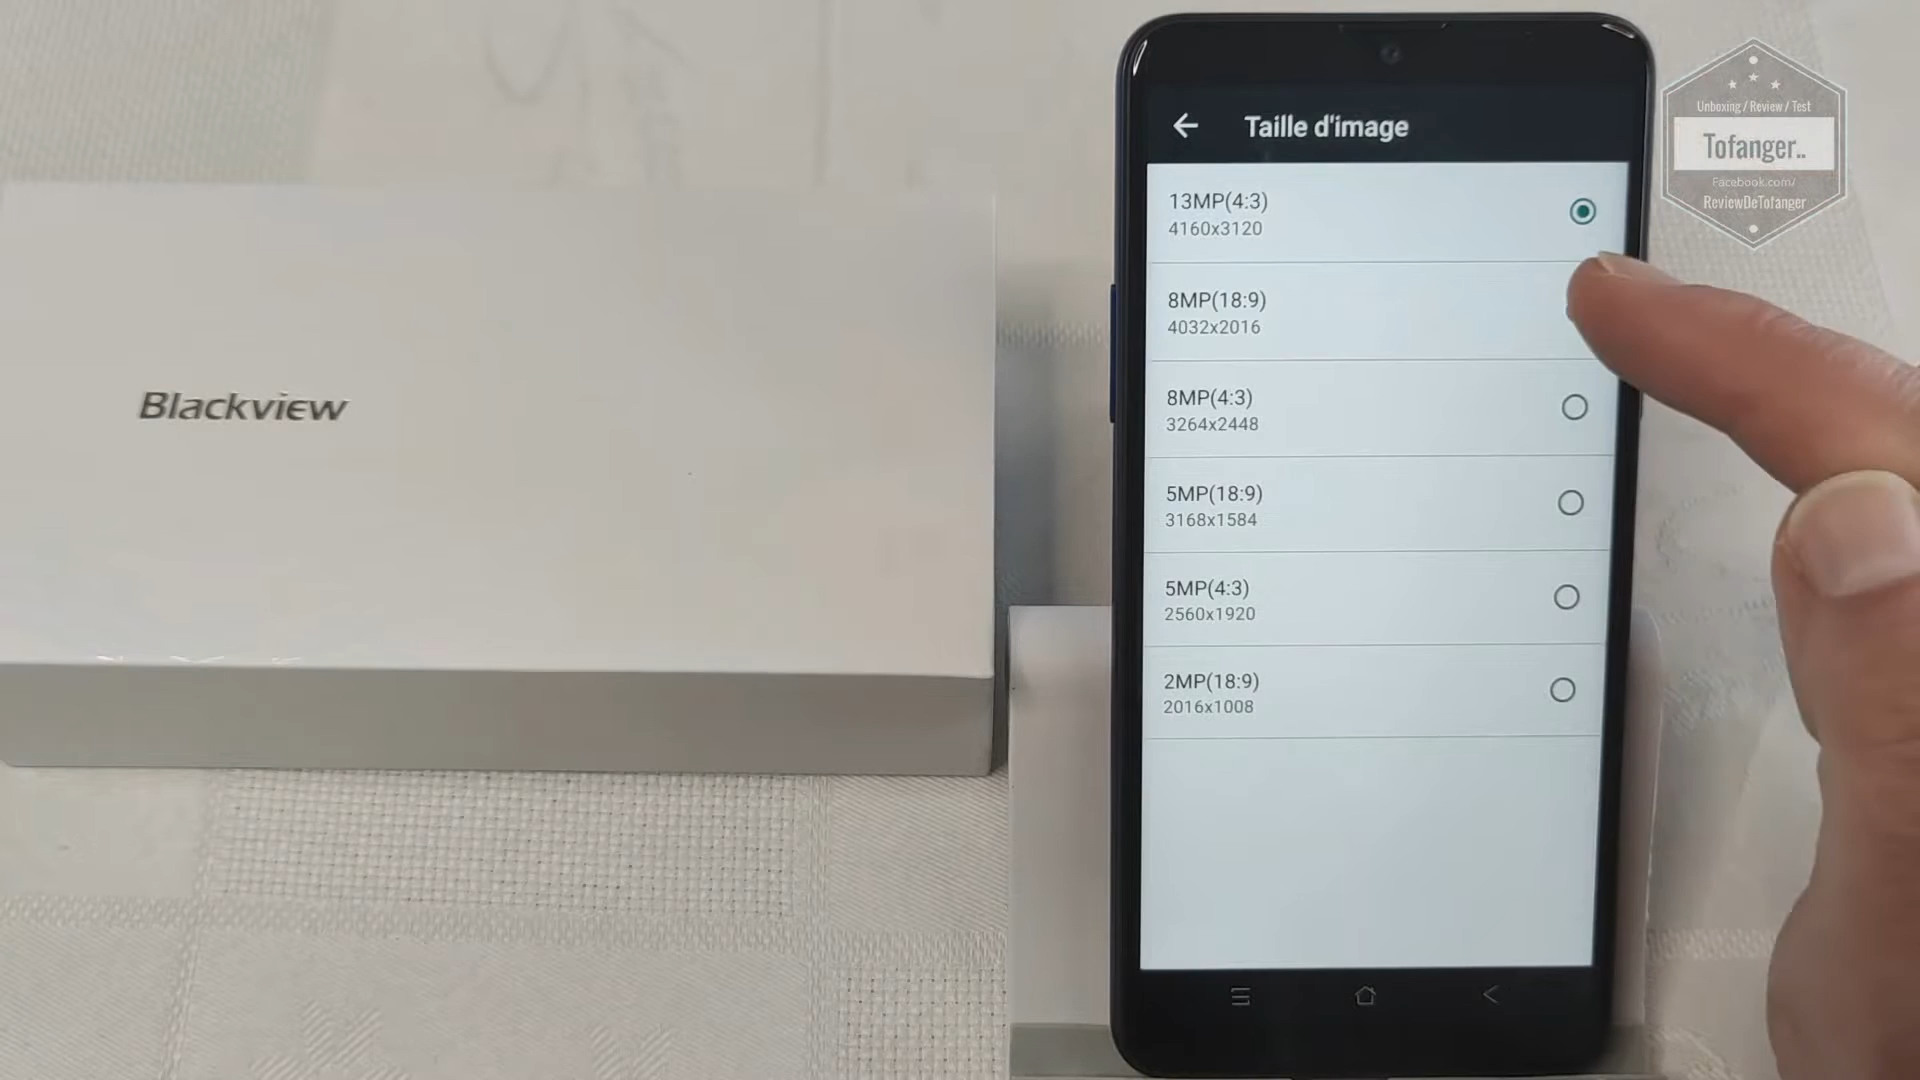 Blackview
Taille d'image
13MP(4:3)
4160x3120
8MP(18:9)
4032x2016
8MP(4:3)
3264x2448
5MP(18:9)
3168x1584
5MP(4:3)
2560x1920
2MP(18:9)
2016x1008
Unboxing / Review / Test
Tofanger..
Facebook.com/
ReviewDeTofanger